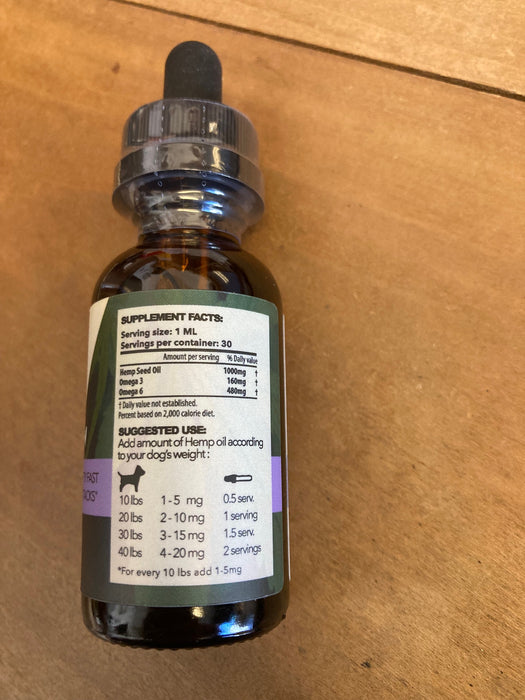 SUPPLEMENT FACTS:
Serving size: 1 ML
Servings per container: 30
Amount per serving % Daily value
Hemp Seed Oil 1000mg †
Omega 3 160mg †
Omega 6 480mg †
† Daily value not established.
Percent based on 2,000 calorie diet.
SUGGESTED USE:
Add amount of Hemp oil according
to your dog's weight :
10 lbs 1-5 mg 0.5 serv.
20 lbs 2-10 mg 1 serving
30 lbs 3-15 mg 1.5 serv.
40 lbs 4-20 mg 2 servings
*For every 10 lbs add 1-5mg
FAST